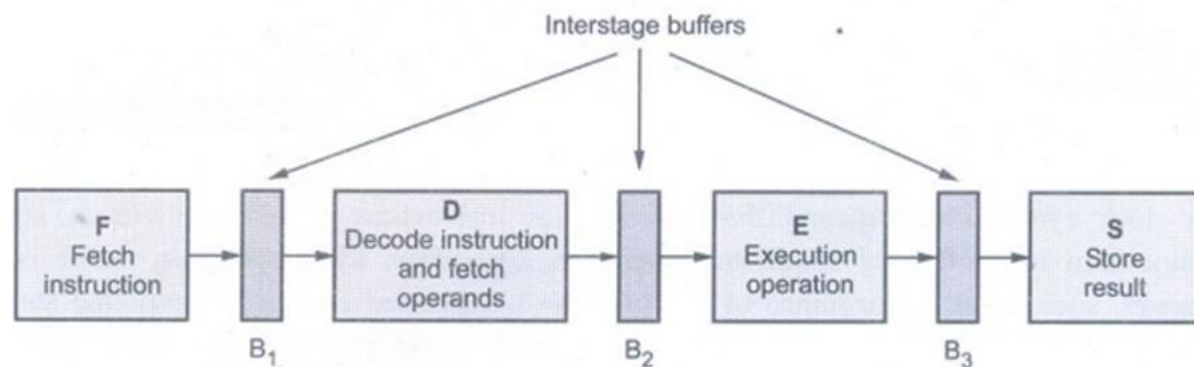 Interstage buffers
F
Fetch
instruction
B1
D
Decode instruction
and fetch
operands
B2
E
Execution
operation
B3
S
Store
result